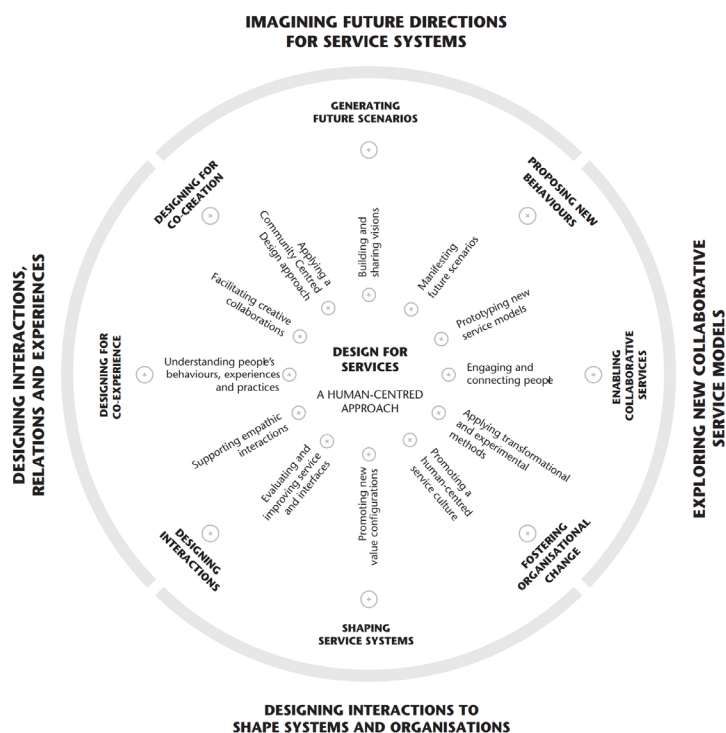 IMAGINING FUTURE DIRECTIONS
FOR SERVICE SYSTEMS
GENERATING
FUTURE SCENARIOS
DESIGNING FOR
CO-CREATION
PROPOSING NEW
BEHAVIOURS
Applying a
Community Centred
Design approach
Building and
sharing visions
Manifesting
future scenarios
Facilitating creative
collaborations
Prototyping new
service models
DESIGNING INTERACTIONS,
RELATIONS AND EXPERIENCES
DESIGNING FOR
CO-EXPERIENCE
Understanding people's
behaviours, experiences
and practices
DESIGN FOR
SERVICES
A HUMAN-CENTRED
APPROACH
Engaging and
connecting people
ENABLING
COLLABORATIVE
SERVICES
EXPLORING NEW COLLABORATIVE
SERVICE MODELS
Supporting empathic
interactions
Evaluating and
improving service
and interfaces
Promoting new
value configurations
Promoting a
human-centred
service culture
Applying transformational
and experimental
methods
DESIGNING
INTERACTIONS
FOSTERING
ORGANISATIONAL
CHANGE
SHAPING
SERVICE SYSTEMS
DESIGNING INTERACTIONS TO
SHAPE SYSTEMS AND ORGANISATIONS